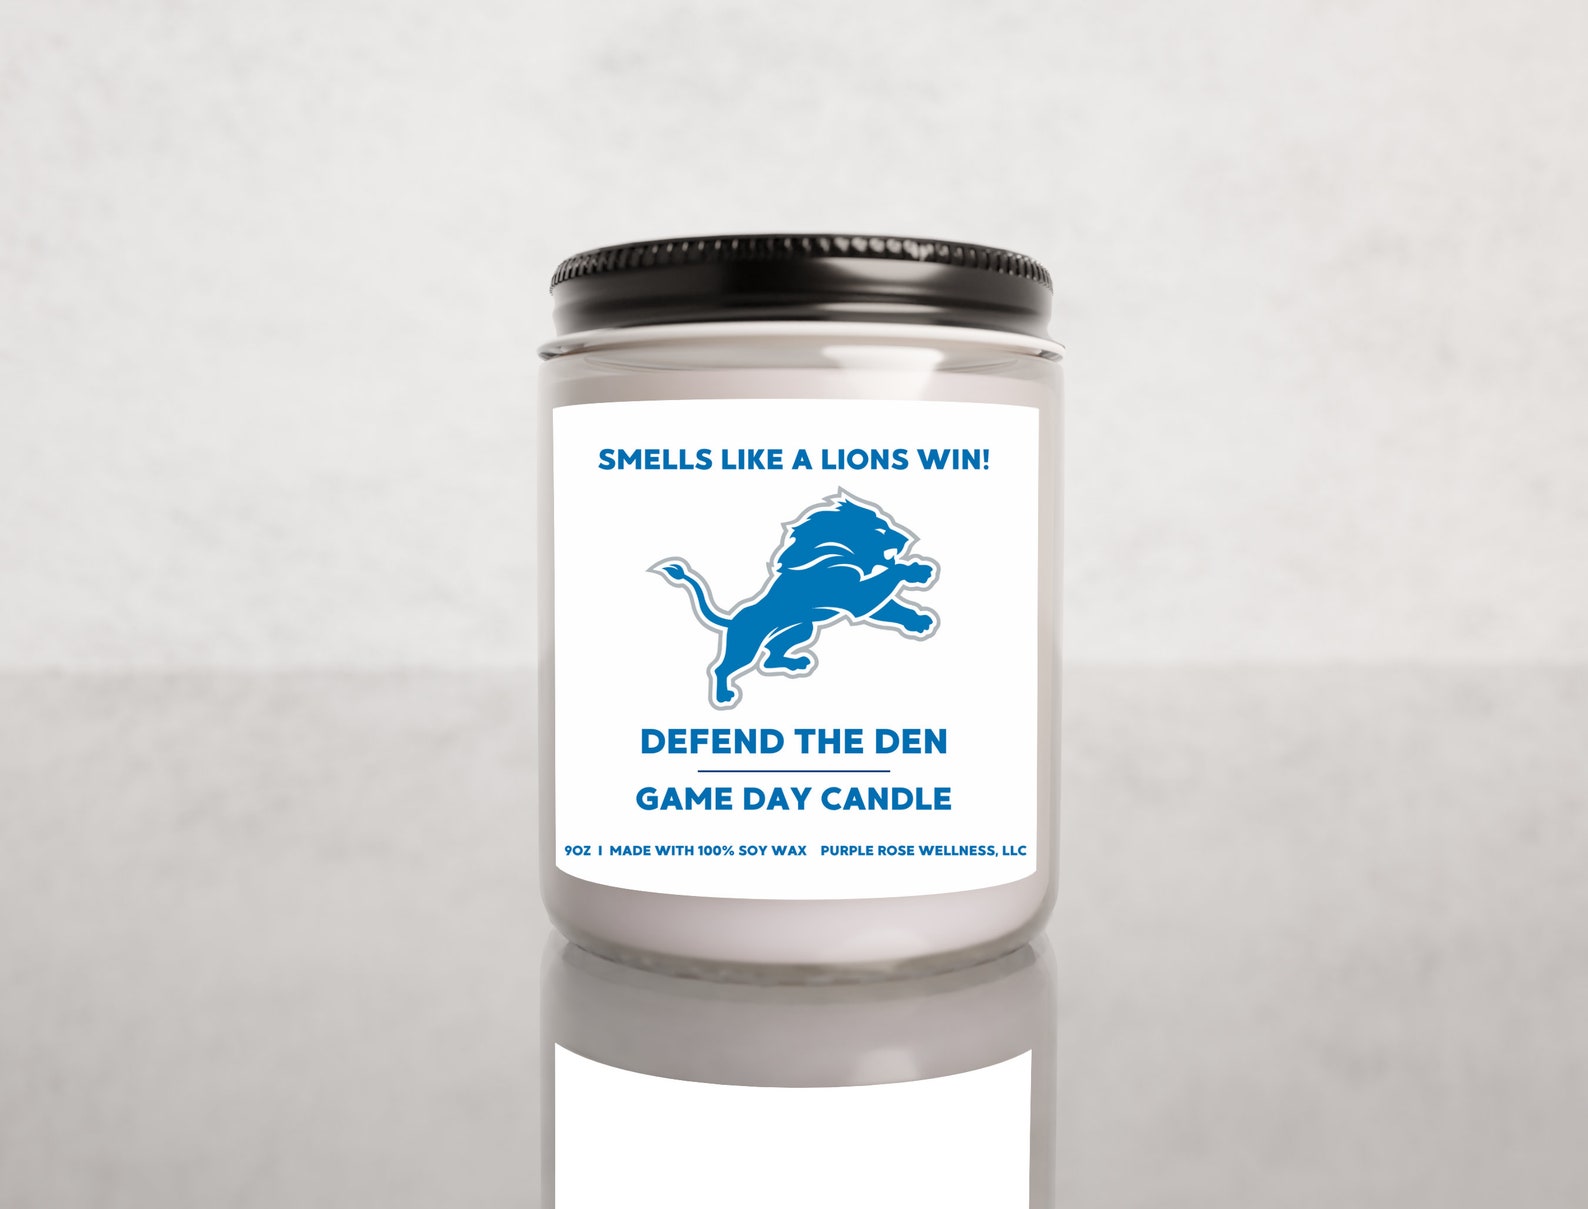 SMELLS LIKE A LIONS WIN!
DEFEND THE DEN
GAME DAY CANDLE
9OZ | MADE WITH 100% SOY WAX PURPLE ROSE WELLNESS, LLC